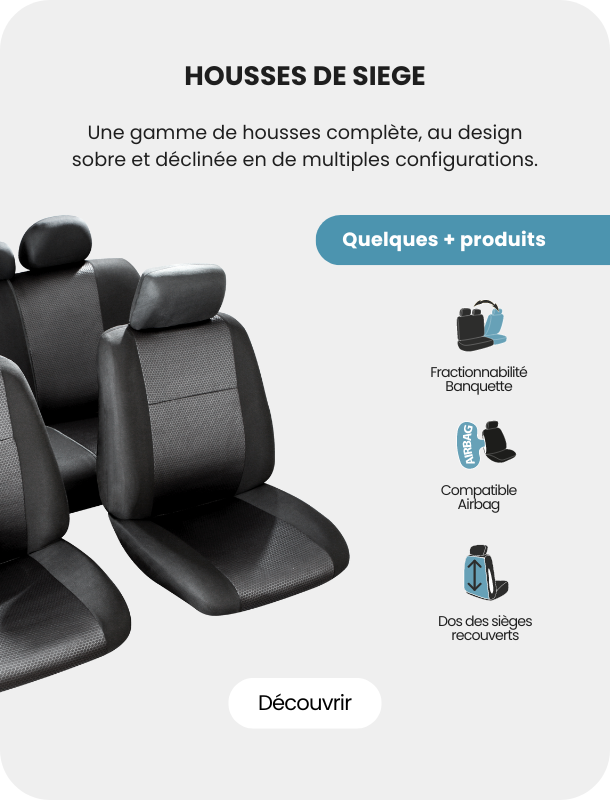 HOUSSES DE SIEGE
Une gamme de housses complète, au design
sobre et déclinée en de multiples configurations.
Quelques + produits
Fractionnabilité
Banquette
AIRBAG
Compatible
Airbag
Dos des sièges
recouverts
Découvrir